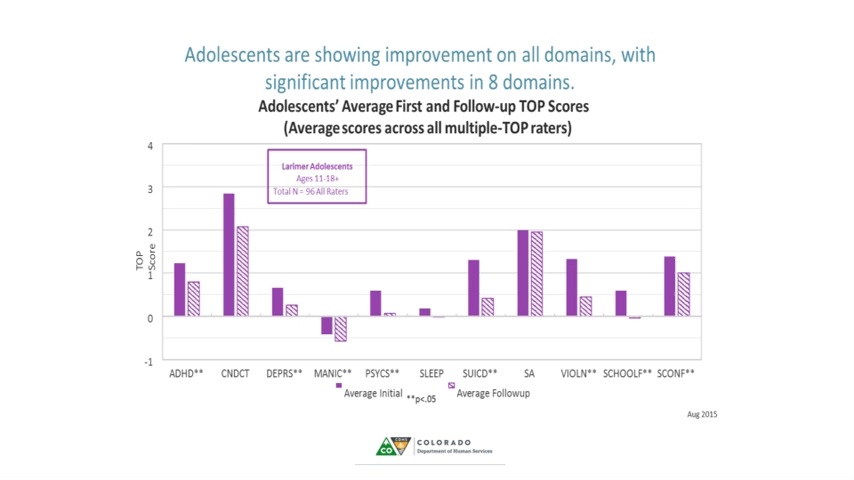 Adolescents are showing improvement on all domains, with
significant improvements in 8 domains.
Adolescents' Average First and Follow-up TOP Scores
(Average scores across all multiple-TOP raters)
4
3
2
1
0
-1
TOP
Score
Larimer Adolescents
Ages 11-18+
Total N = 96 All Raters
ADHD** CNDCT DEPRS** MANIC** PSYCS** SLEEP SUICD** SA VIOLN** SCHOOLF** SCONF**
Average Initial **p<.05 Average Followup
Aug 2015
CO CDHS COLORADO
Department of Human Services